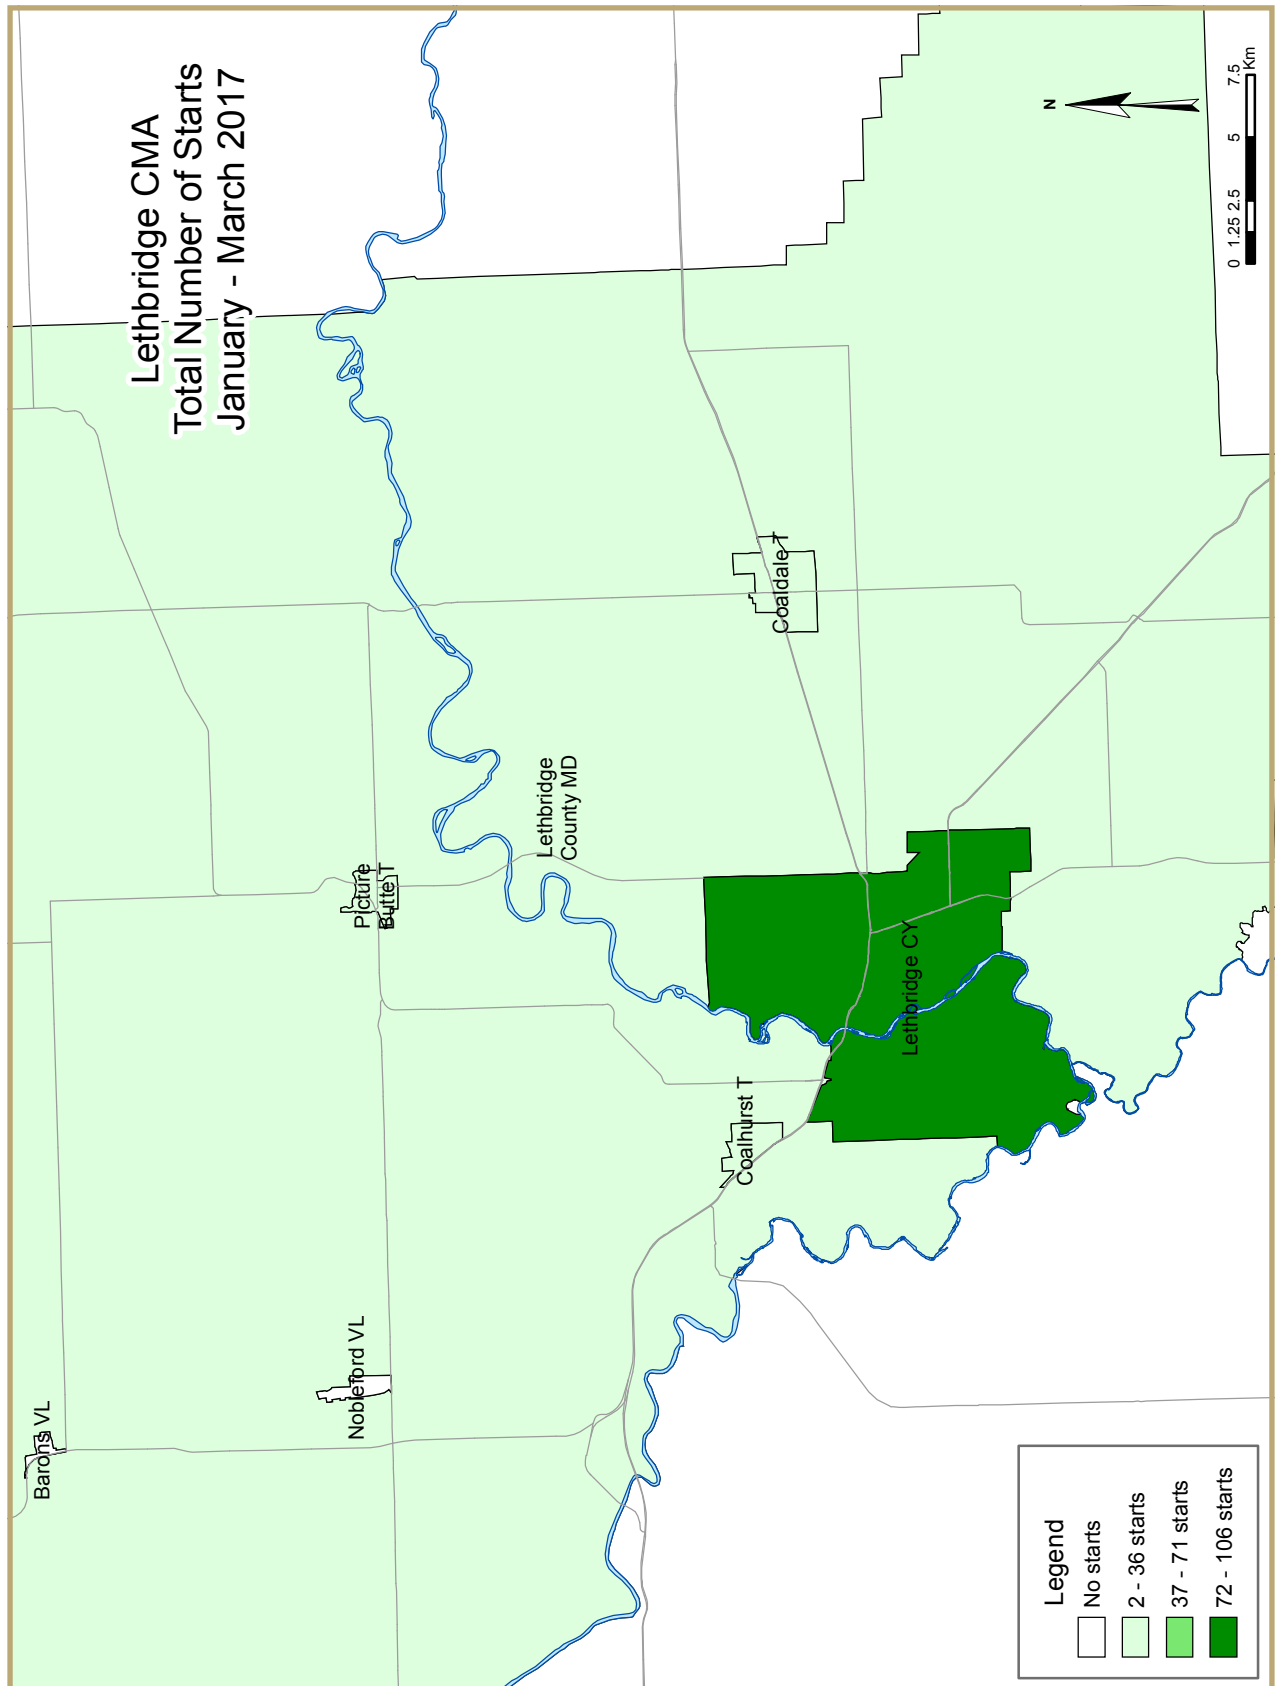 Lethbridge CMA
Total Number of Starts
January - March 2017
Barons VL
Nobleford VL
Picture
Butte T
Lethbridge
County MD
Coalhurst T
Coaldale T
Lethbridge CY
Legend
No starts
2 - 36 starts
37 - 71 starts
72 - 106 starts
N
0 1.25 2.5 5 7.5
Km